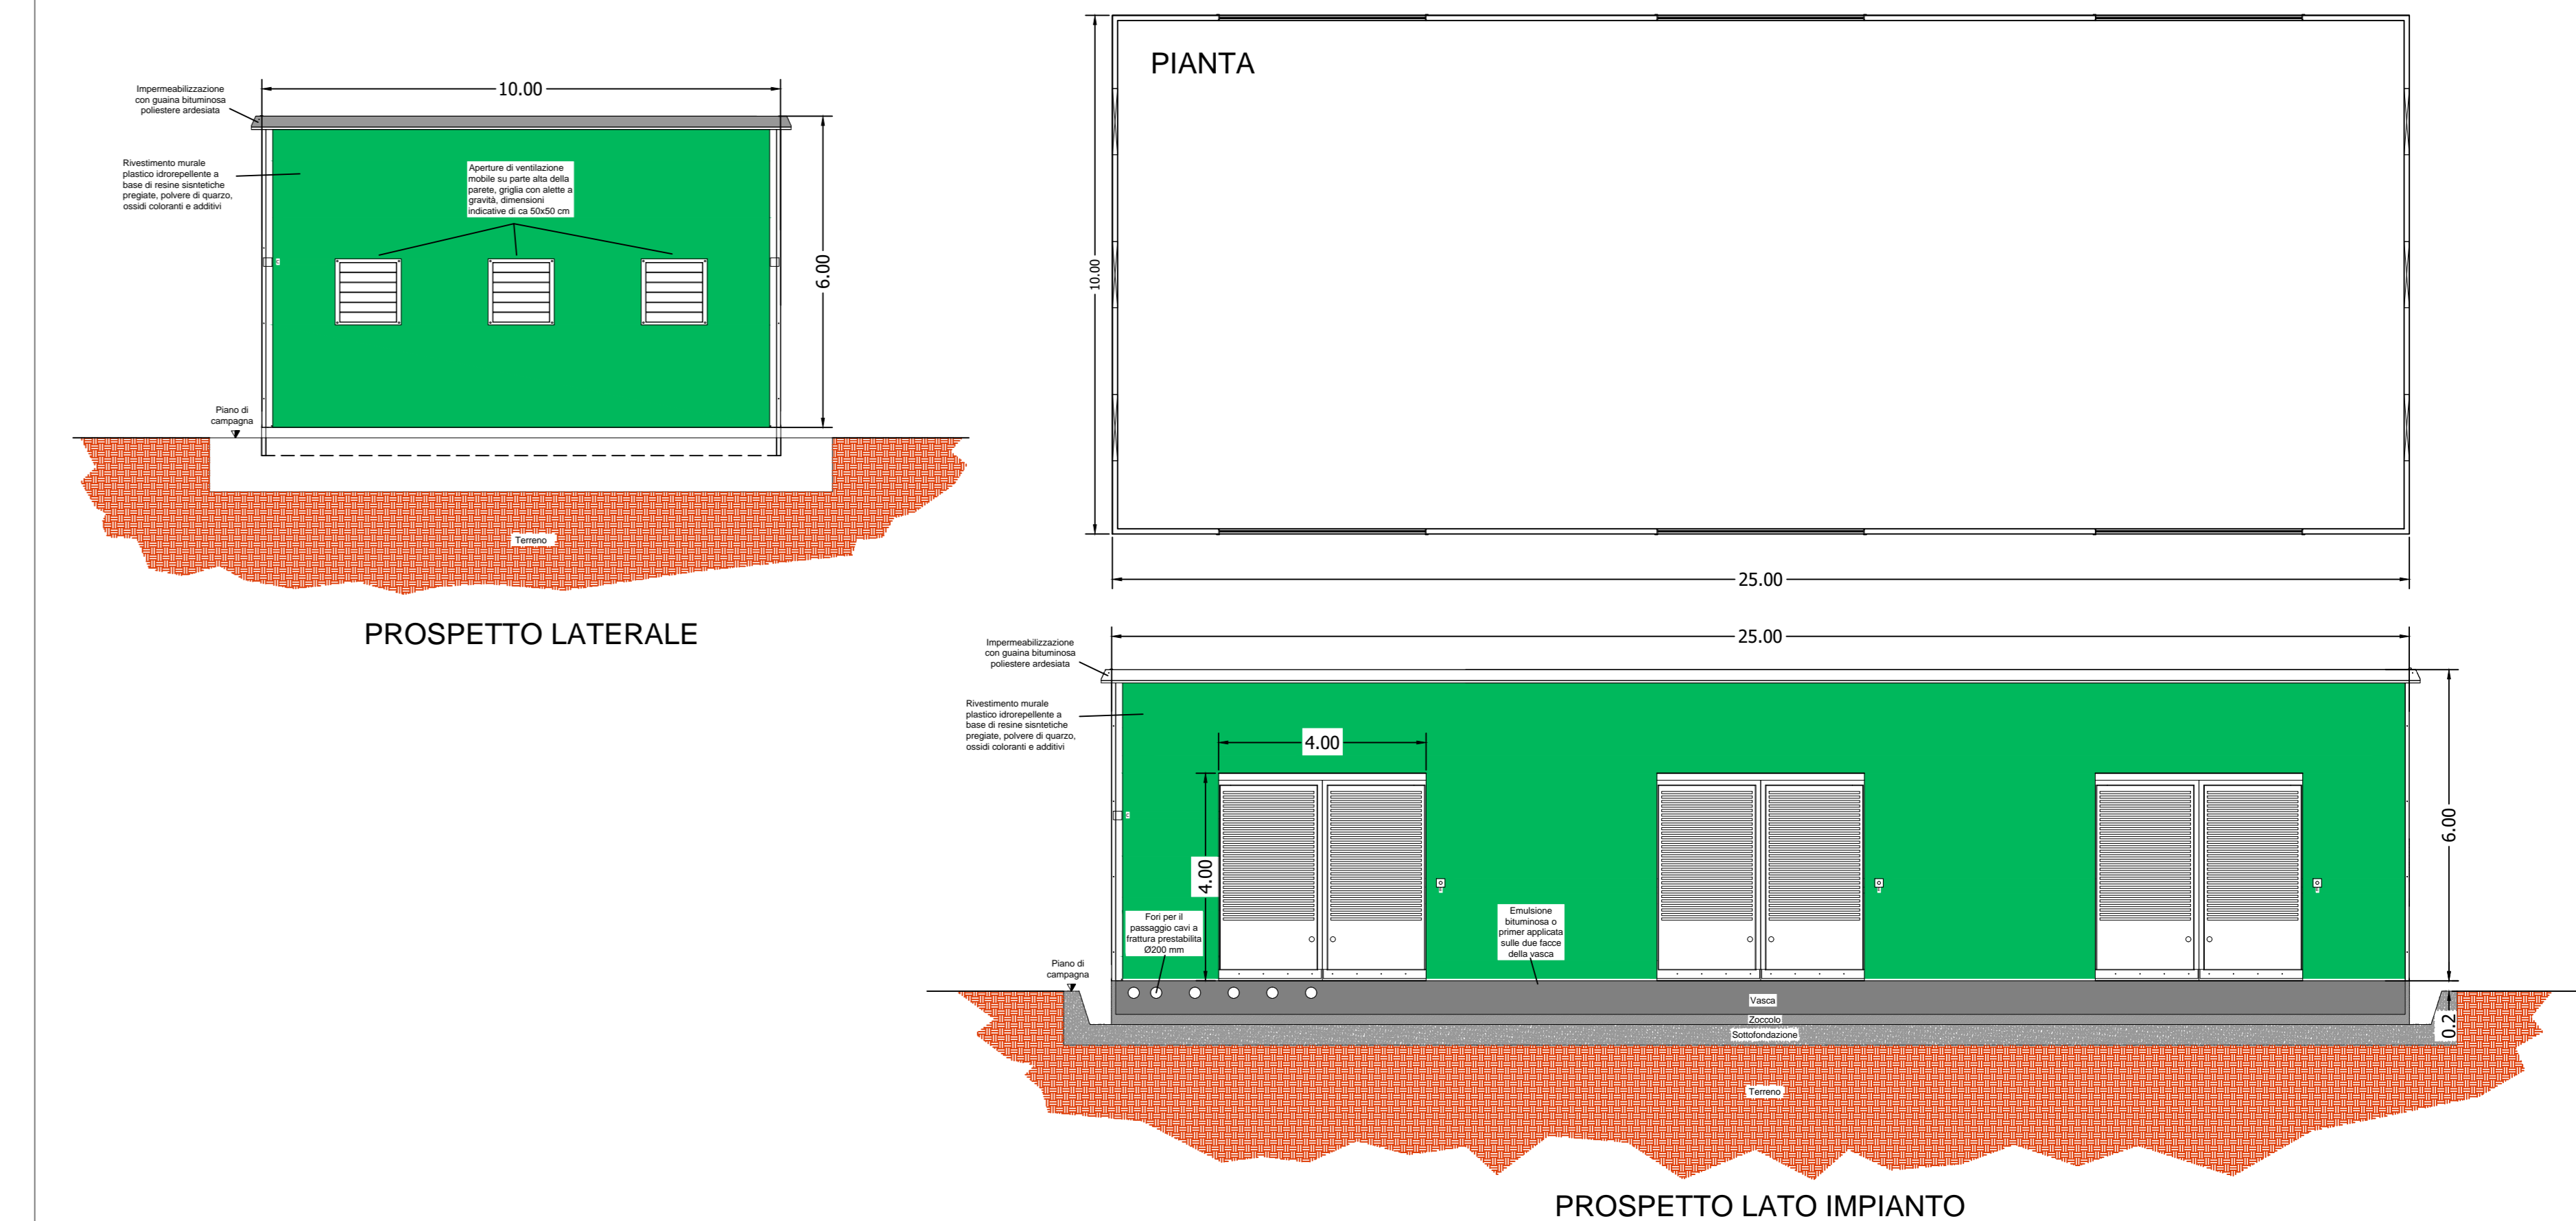 PIANTA
10.00
25.00
10.00
Impermeabilizzazione
con guaina bituminosa
poliestere ardesiata
Rivestimento murale
plastico idrorepellente a
base di resine sisntetiche
pregiate, polvere di quarzo,
ossidi coloranti e additivi
Aperture di ventilazione
mobile su parte alta della
parete, griglia con alette a
gravità, dimensioni
indicative di ca 50x50 cm
6.00
Piano di
campagna
Terreno
PROSPETTO LATERALE
25.00
Impermeabilizzazione
con guaina bituminosa
poliestere ardesiata
Rivestimento murale
plastico idrorepellente a
base di resine sisntetiche
pregiate, polvere di quarzo,
ossidi coloranti e additivi
4.00
4.00
6.00
Fori per il
passaggio cavi a
frattura prestabilita
Ø200 mm
Emulsione
bituminosa o
primer applicata
sulle due facce
della vasca
Piano di
campagna
Vasca
Zoccolo
Sottofondazione
0.2
Terreno
PROSPETTO LATO IMPIANTO